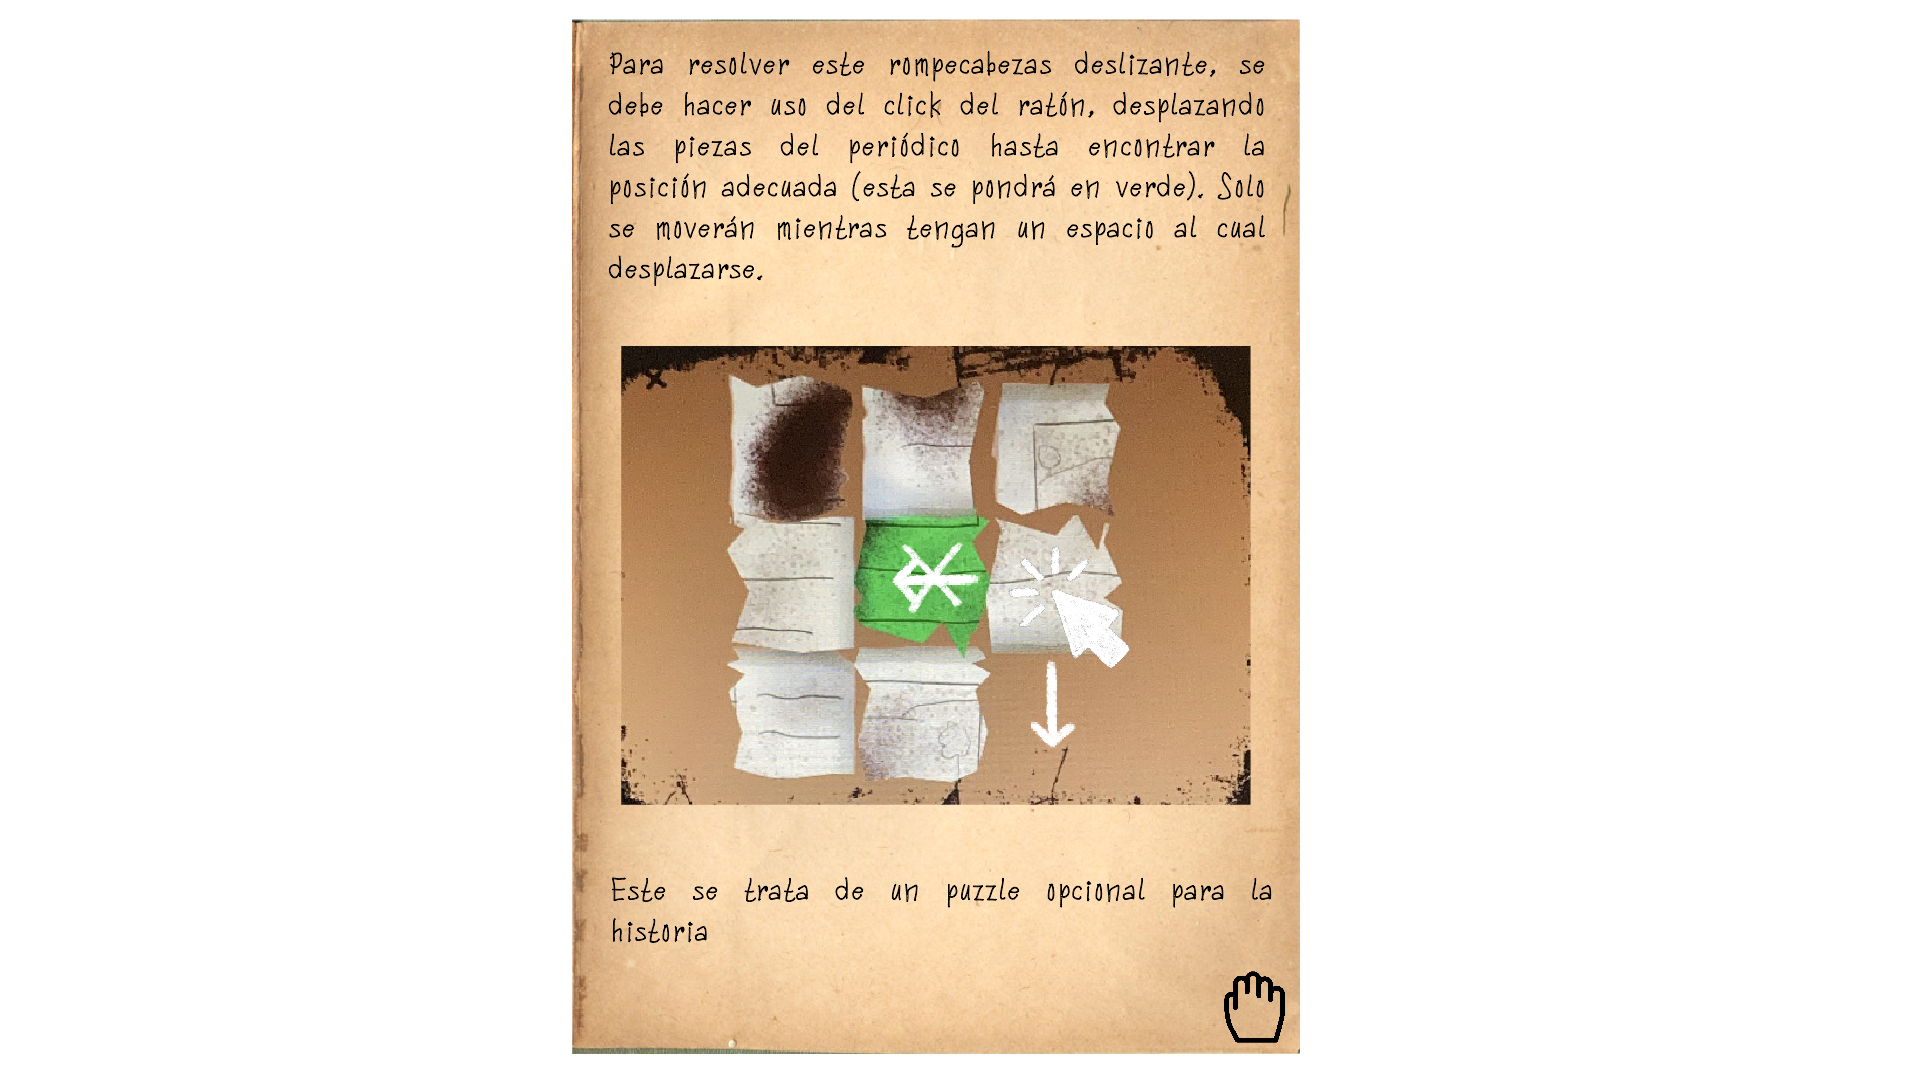 Para resolver este rompecabezas deslizante, se
debe hacer uso del click del ratón, desplazando
las piezas del periódico hasta encontrar la
posición adecuada (esta se pondrá en verde). Solo
se moverán mientras tengan un espacio al cual
desplazarse.
Este se trata de un puzzle opcional para la
historia